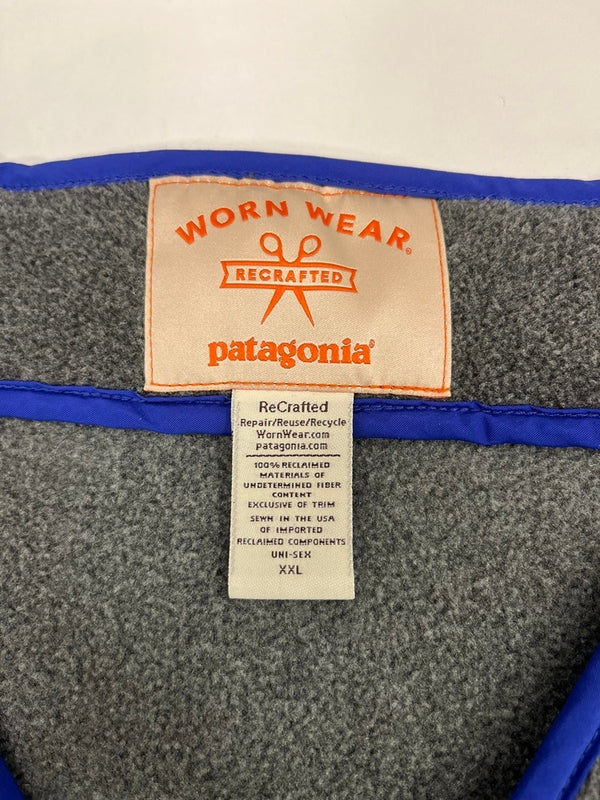 WORN WEAR®
RECRAFTED
patagonia®
ReCrafted
Repair/Reuse/Recycle
WornWear.com
patagonia.com
100% RECLAIMED
MATERIALS OF
UNDETERMINED FIBER
CONTENT
EXCLUSIVE OF TRIM
SEWN IN THE USA
OF IMPORTED
RECLAIMED COMPONENTS
UNI-SEX
XXL